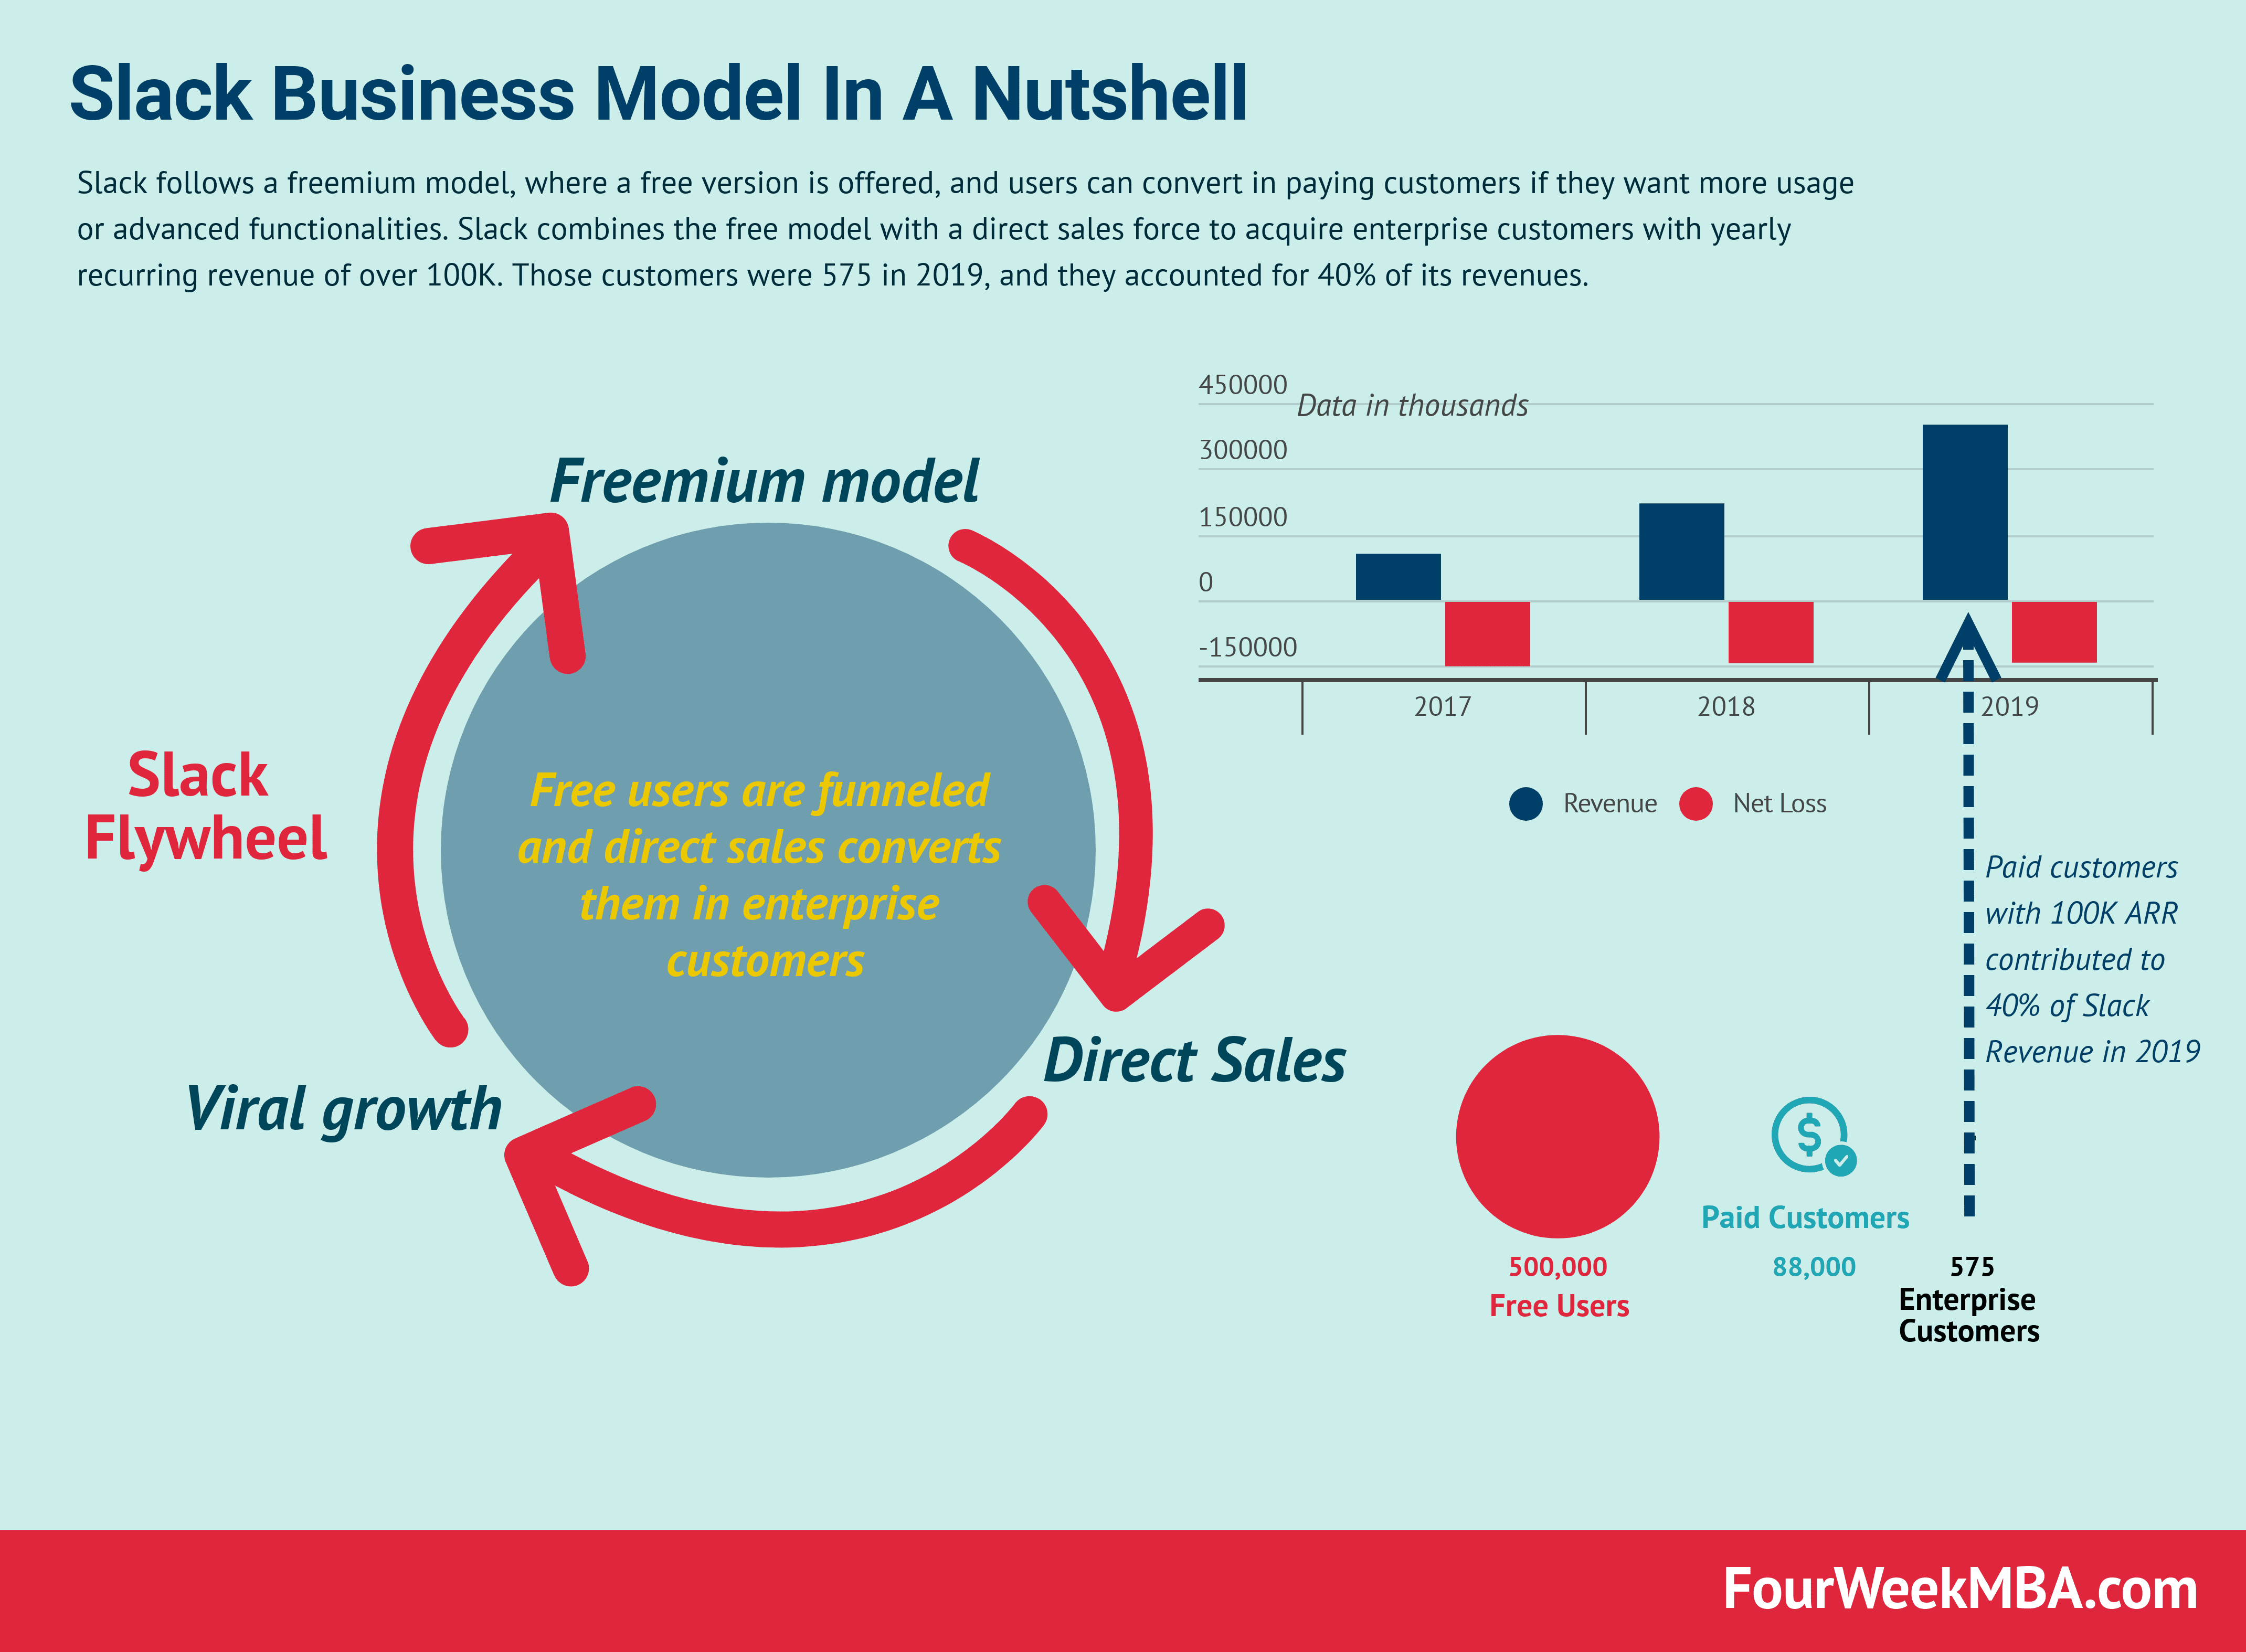 Slack Business Model In A Nutshell
Slack follows a freemium model, where a free version is offered, and users can convert in paying customers if they want more usage
or advanced functionalities. Slack combines the free model with a direct sales force to acquire enterprise customers with yearly
recurring revenue of over 100K. Those customers were 575 in 2019, and they accounted for 40% of its revenues.
Freemium model
Slack
Flywheel
Free users are funneled
and direct sales converts
them in enterprise
customers
Direct Sales
Viral growth
450000
Data in thousands
300000
150000
0
-150000
2017
2018
2019
Revenue
Net Loss
Paid customers
with 100K ARR
contributed to
40% of Slack
Revenue in 2019
$
Paid Customers
500,000
Free Users
88,000
575
Enterprise
Customers
FourWeekMBA.com